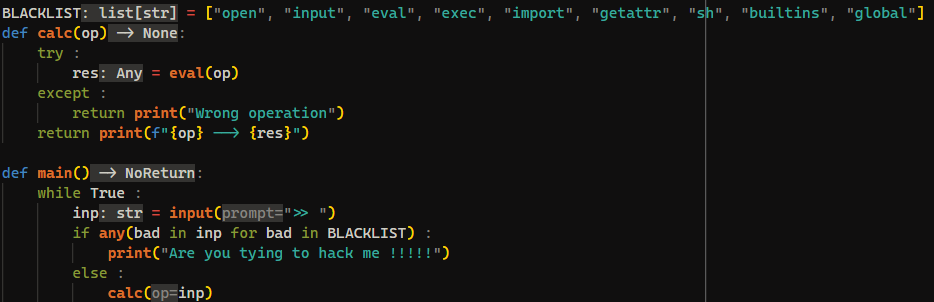 BLACKLIST: list[str] = ["open", "input", "eval", "exec", "import", "getattr", "sh", "builtins", "global"]
def calc(op) -> None:
    try :
        res: Any = eval(op)
    except :
        return print("Wrong operation")
    return print(f"{op} --> {res}")

def main() -> NoReturn:
    while True :
        inp: str = input(prompt=">> ")
        if any(bad in inp for bad in BLACKLIST) :
            print("Are you tying to hack me !!!!!")
        else :
            calc(op=inp)